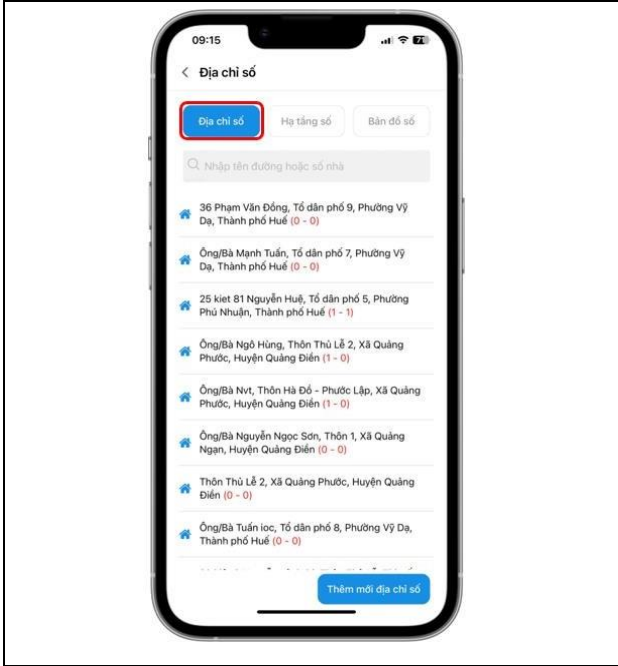 09:15
Địa chỉ số
Địa chỉ số
Hạ tầng số
Bản đồ số
Nhập tên đường hoặc số nhà
36 Phạm Văn Đồng, Tổ dân phố 9, Phường Vỹ
Dạ, Thành phố Huế (0 - 0)
Ông/Bà Mạnh Tuấn, Tổ dân phố 7, Phường Vỹ
Dạ, Thành phố Huế (0 - 0)
25 kiet 81 Nguyễn Huệ, Tổ dân phố 5, Phường
Phú Nhuận, Thành phố Huế (1 - 1)
Ông/Bà Ngô Hùng, Thôn Thủ Lễ 2, Xã Quảng
Phước, Huyện Quảng Điền (1 - 0)
Ông/Bà Nvt, Thôn Hà Đồ - Phước Lập, Xã Quảng
Phước, Huyện Quảng Điền (1 - 0)
Ông/Bà Nguyễn Ngọc Sơn, Thôn 1, Xã Quảng
Ngạn, Huyện Quảng Điền (0 - 0)
Thôn Thủ Lễ 2, Xã Quảng Phước, Huyện Quảng
Điền (0 - 0)
Ông/Bà Tuấn ioc, Tổ dân phố 8, Phường Vỹ Dạ,
Thành phố Huế (0 - 0)
Thêm mới địa chỉ số